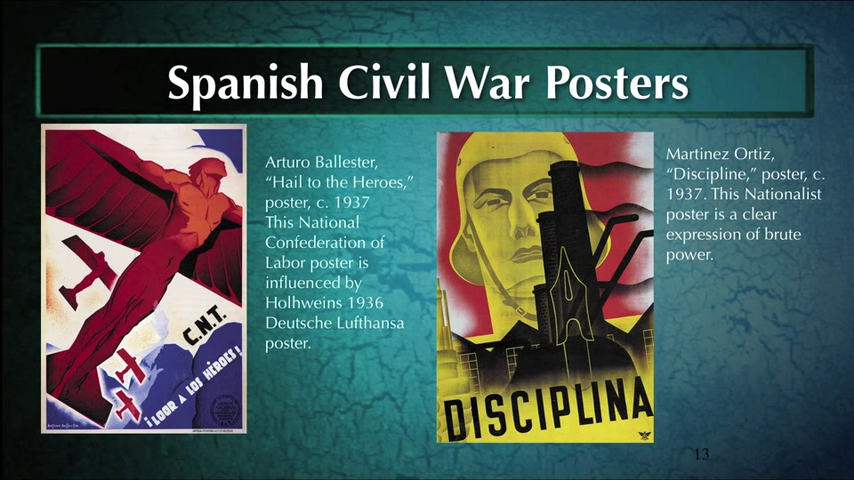 Spanish Civil War Posters
Arturo Ballester,
“Hail to the Heroes,”
poster, c. 1937
This National
Confederation of
Labor poster is
influenced by
Holhweins 1936
Deutsche Lufthansa
poster.
C.N.T.
¡LOOR A LOS HÉROES!
Martinez Ortiz,
“Discipline,” poster, c.
1937. This Nationalist
poster is a clear
expression of brute
power.
DISCIPLINA
13